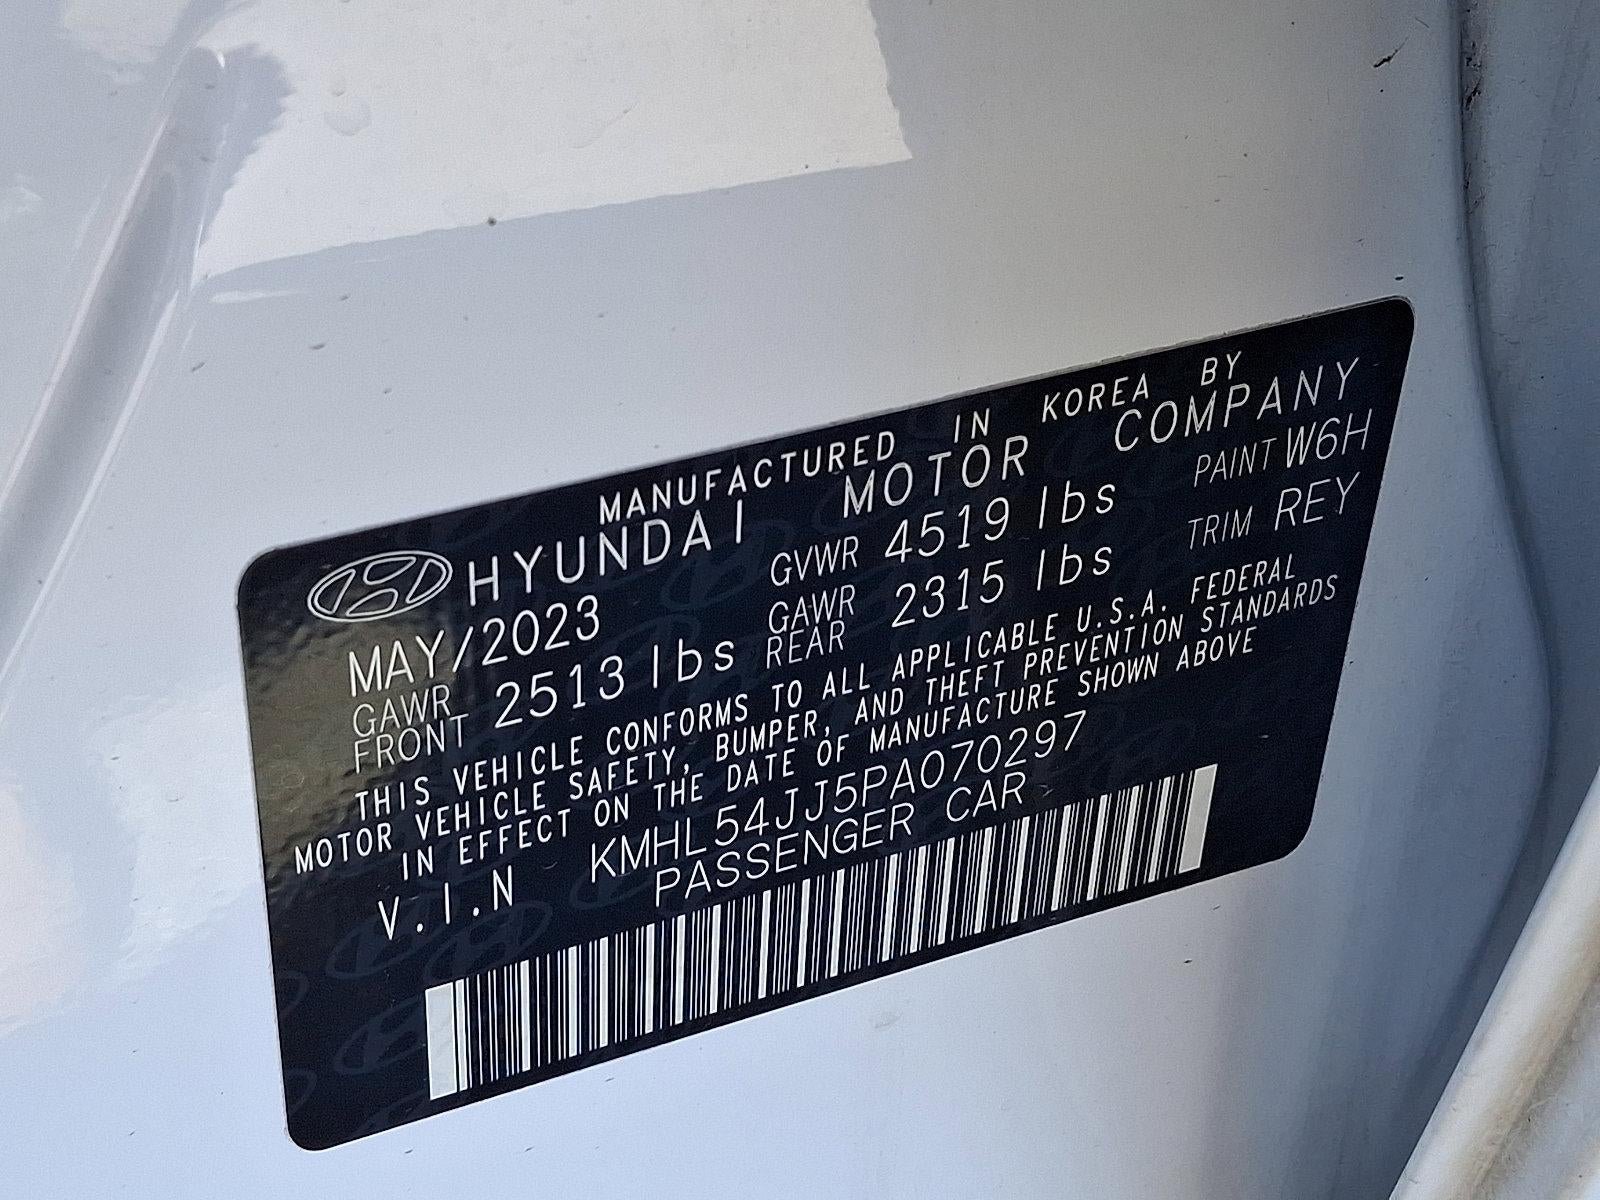 MANUFACTURED IN KOREA BY
HYUNDAI MOTOR COMPANY
MAY/2023 GVWR 4519 lbs PAINT W6H
GAWR FRONT 2513 lbs GAWR REAR 2315 lbs TRIM REY
THIS VEHICLE CONFORMS TO ALL APPLICABLE U.S.A. FEDERAL
MOTOR VEHICLE SAFETY, BUMPER, AND THEFT PREVENTION STANDARDS
IN EFFECT ON THE DATE OF MANUFACTURE SHOWN ABOVE
V.I.N KMHL54JJ5PA070297
PASSENGER CAR